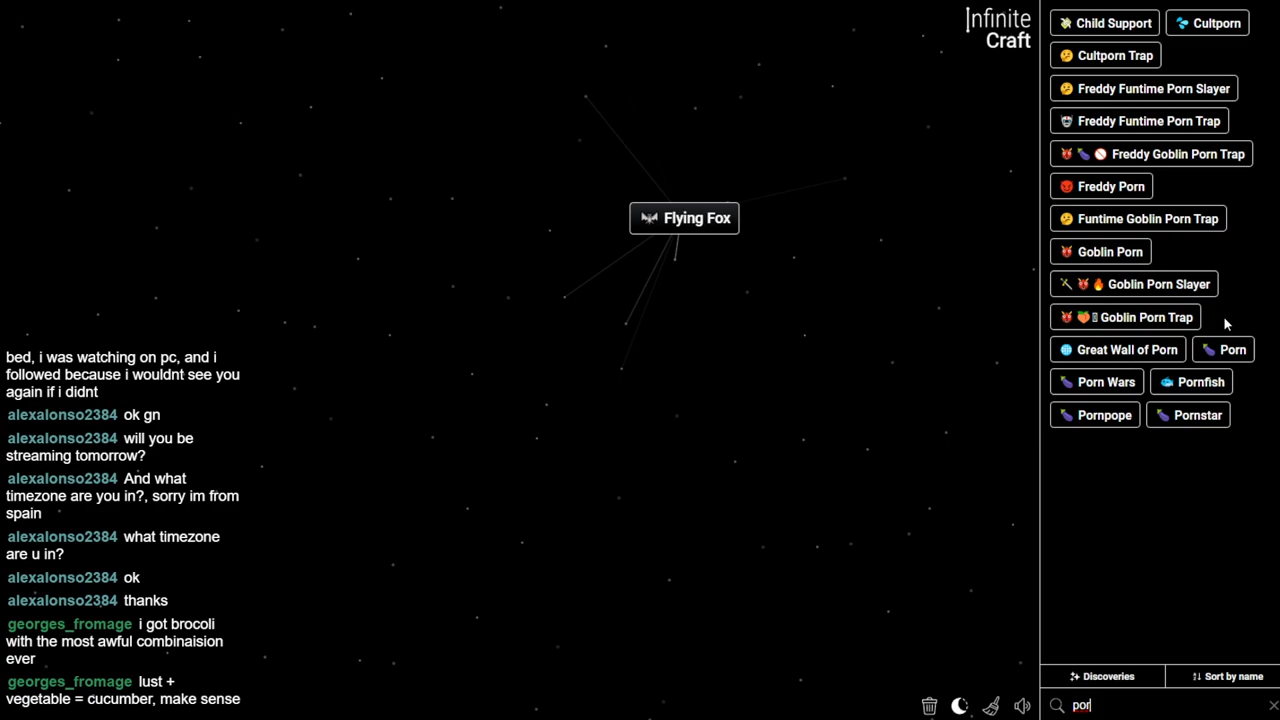 Infinite
Craft
Child Support
Cultporn
Cultporn Trap
Freddy Funtime Porn Slayer
Freddy Funtime Porn Trap
Freddy Goblin Porn Trap
Freddy Porn
Funtime Goblin Porn Trap
Goblin Porn
Goblin Porn Slayer
Goblin Porn Trap
Great Wall of Porn
Porn
Porn Wars
Pornfish
Pornpope
Pornstar
Flying Fox
bed, i was watching on pc, and i
followed because i wouldnt see you
again if i didnt
alexalonso2384 ok gn
alexalonso2384 will you be
streaming tomorrow?
alexalonso2384 And what
timezone are you in?, sorry im from
spain
alexalonso2384 what timezone
are u in?
alexalonso2384 ok
alexalonso2384 thanks
georges_fromage i got brocoli
with the most awful combinaision
ever
georges_fromage lust +
vegetable = cucumber, make sense
Discoveries
Sort by name
por